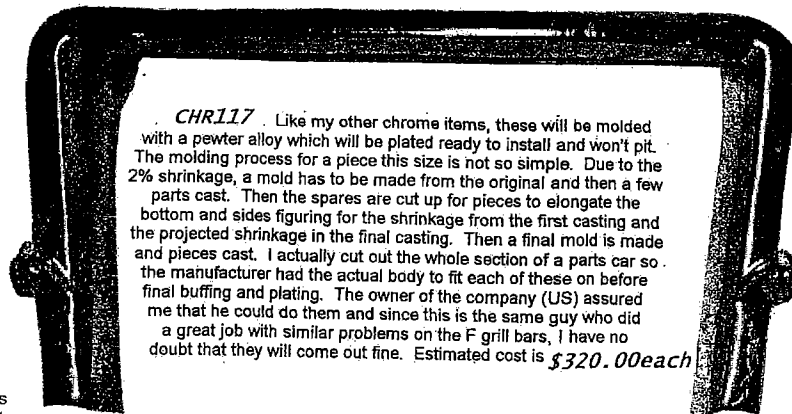 CHR117 . Like my other chrome items, these will be molded
with a pewter alloy which will be plated ready to install and won't pit.
The molding process for a piece this size is not so simple. Due to the
2% shrinkage, a mold has to be made from the original and then a few
parts cast. Then the spares are cut up for pieces to elongate the
bottom and sides figuring for the shrinkage from the first casting and
the projected shrinkage in the final casting. Then a final mold is made
and pieces cast. I actually cut out the whole section of a parts car so
the manufacturer had the actual body to fit each of these on before
final buffing and plating. The owner of the company (US) assured
me that he could do them and since this is the same guy who did
a great job with similar problems on the F grill bars, I have no
doubt that they will come out fine. Estimated cost is $320.00each
s